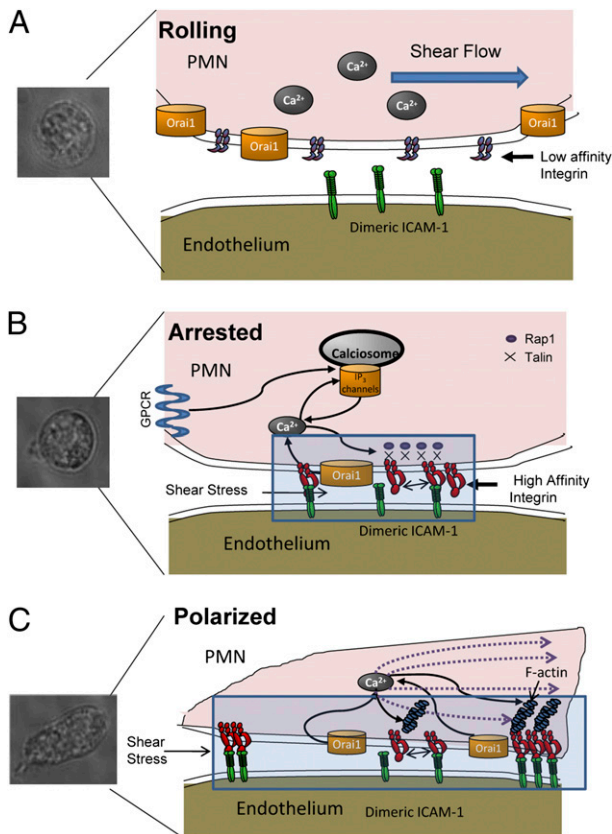 A
Rolling
PMN
Ca2+
Shear Flow
Ca2+
Ca2+
Orai1
Orai1
Orai1
Low affinity
Integrin
Dimeric ICAM-1
Endothelium
B
Arrested
PMN
Calciosome
IP3
channels
Rap1
Talin
GPCR
Ca2+
Orai1
Shear Stress
High Affinity
Integrin
Dimeric ICAM-1
Endothelium
C
Polarized
PMN
Ca2+
F-actin
Shear
Stress
Orai1
Orai1
Endothelium
Dimeric ICAM-1